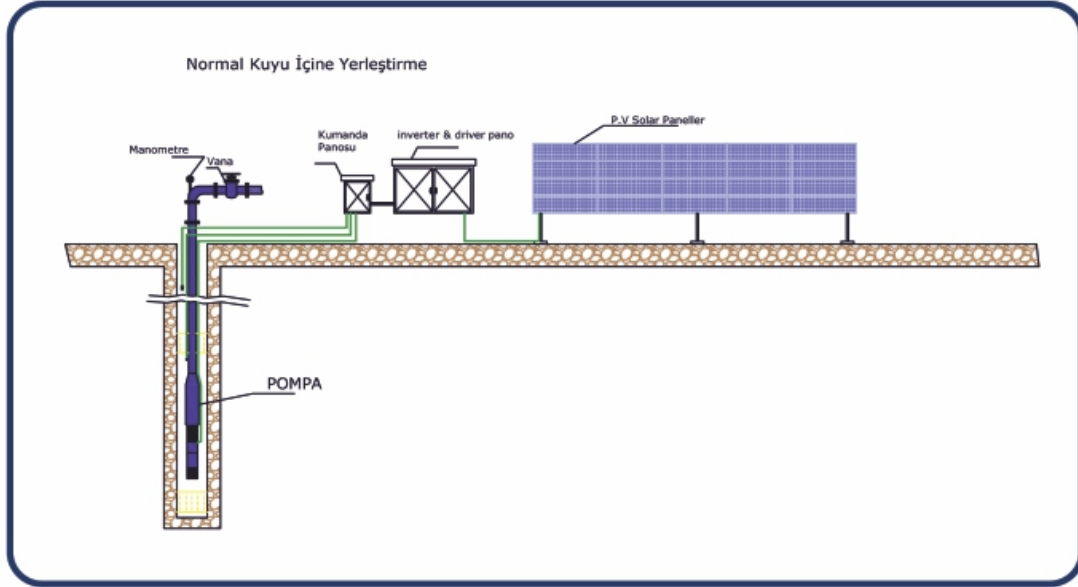 Normal Kuyu İçine Yerleştirme
P.V Solar Paneller
Kumanda
Panosu
inverter & driver pano
Manometre
Vana
POMPA